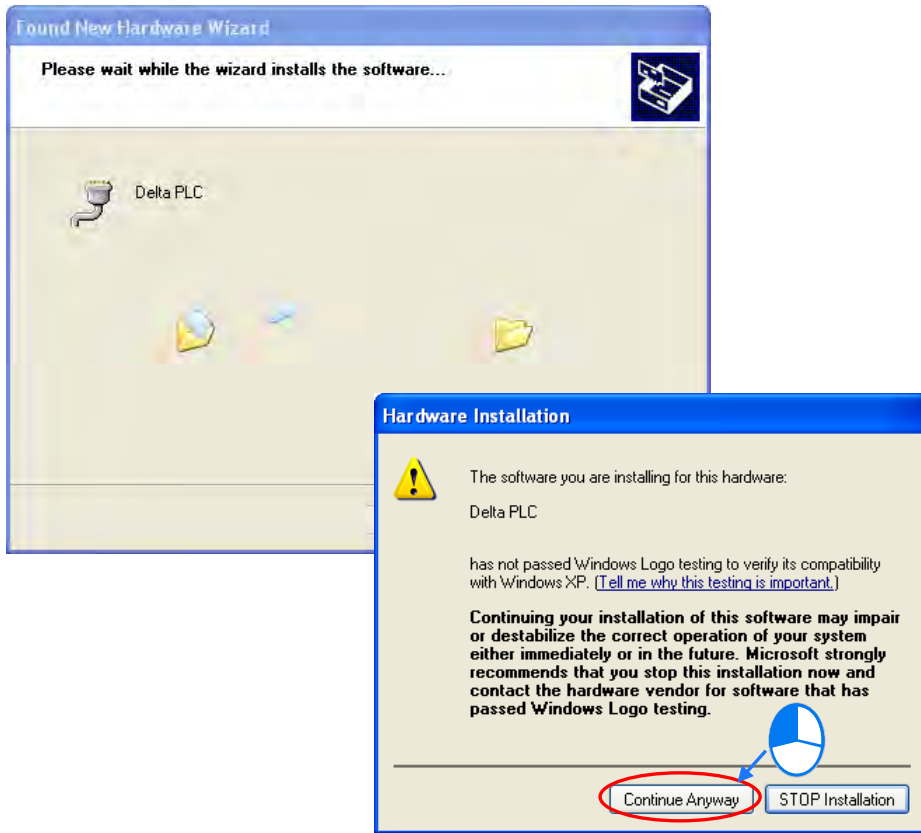 Found New Hardware Wizard
Please wait while the wizard installs the software...
Delta PLC
Hardware Installation
The software you are installing for this hardware:
Delta PLC
has not passed Windows Logo testing to verify its compatibility
with Windows XP. (Tell me why this testing is important.)
Continuing your installation of this software may impair
or destabilize the correct operation of your system
either immediately or in the future. Microsoft strongly
recommends that you stop this installation now and
contact the hardware vendor for software that has
passed Windows Logo testing.
Continue Anyway
STOP Installation